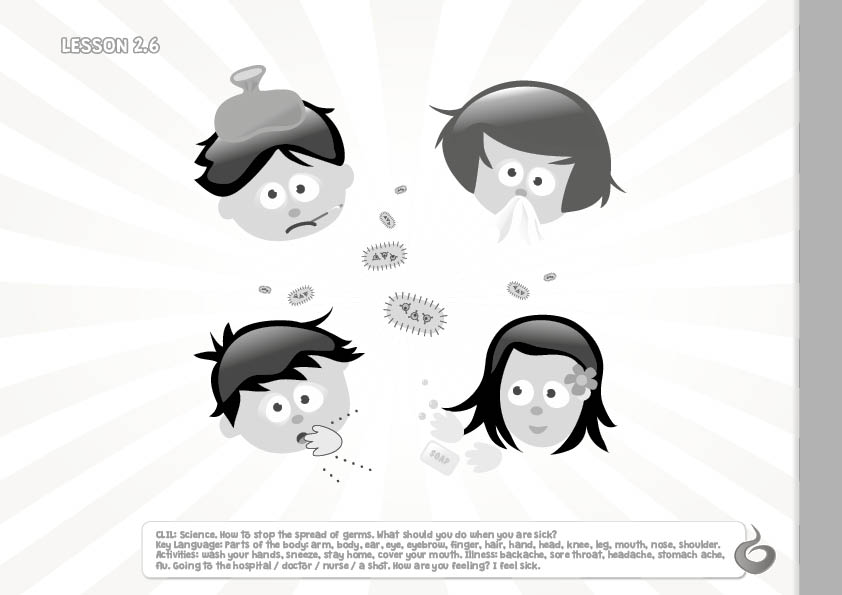 LESSON 2.6
SOAP
CLIL: Science. How to stop the spread of germs. What should you do when you are sick?
Key Language: Parts of the body: arm, body, ear, eye, eyebrow, finger, hair, hand, head, knee, leg, mouth, nose, shoulder.
Activities: wash your hands, sneeze, stay home, cover your mouth. Illness: backache, sore throat, headache, stomach ache,
flu. Going to the hospital / doctor / nurse / a shot. How are you feeling? I feel sick.
6